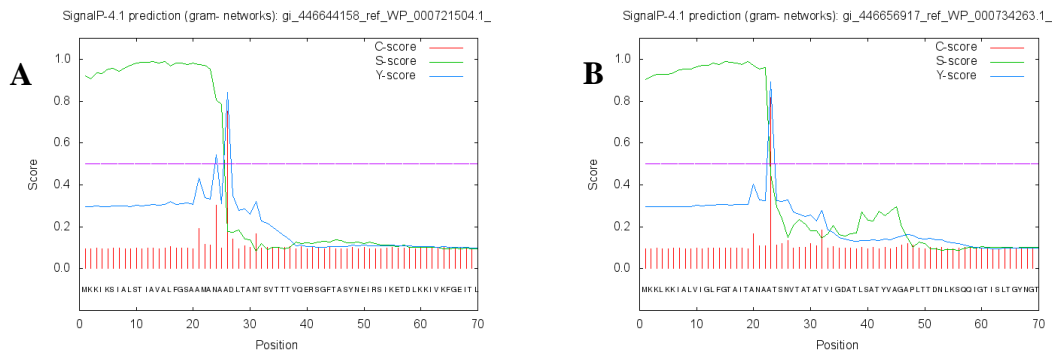 SignalP-4.1 prediction (gram- networks): gi_446644158_ref_WP_000721504.1_
A
C-score
S-score
Y-score
1.0
0.8
0.6
0.4
0.2
0.0
Score
MKKIKSIALSTIAVALFGSAAMANAADLTANTSVTTTVQERSGFTASYNEIRSIKETDLKKIVKFGEITL
0 10 20 30 40 50 60 70
Position
SignalP-4.1 prediction (gram- networks): gi_446656917_ref_WP_000734263.1_
B
C-score
S-score
Y-score
1.0
0.8
0.6
0.4
0.2
0.0
Score
MKKLKKIALVIGLFGTAITANAATSNVTATATVIGDATLSATYVAGAPLTTDNLKSQQIGTISLTGYNGT
0 10 20 30 40 50 60 70
Position